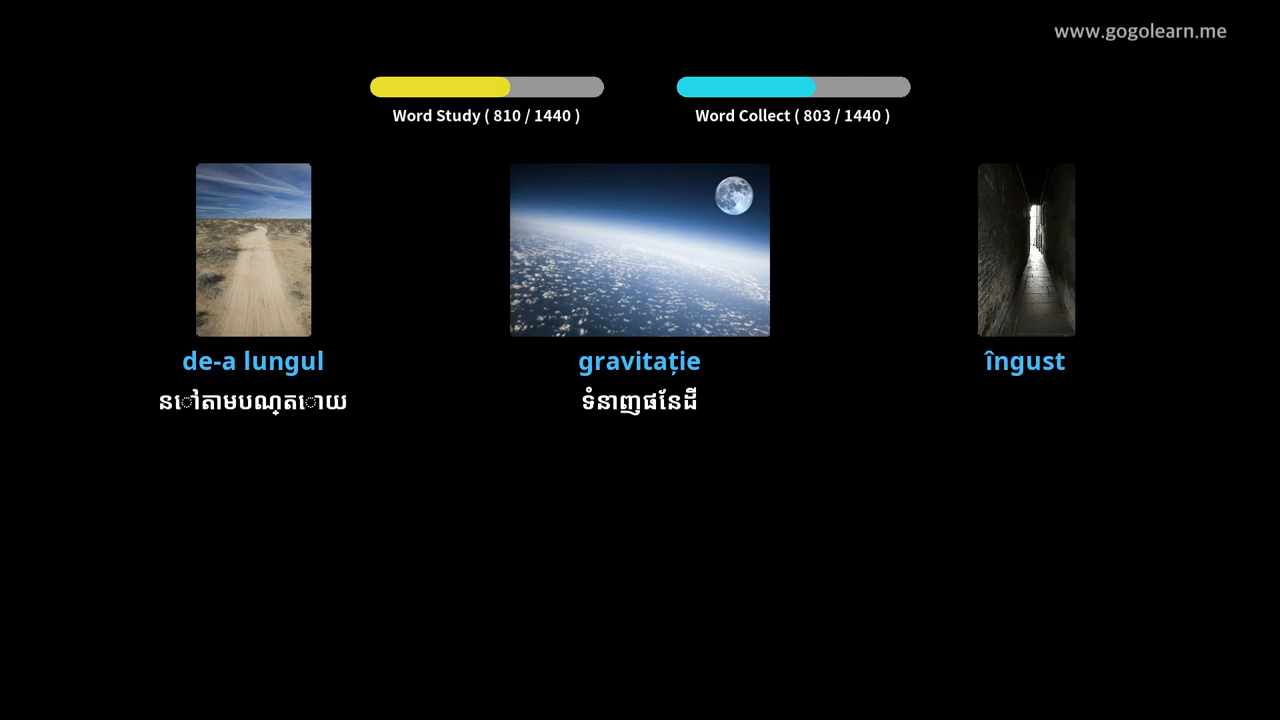 www.gogolearn.me
Word Study ( 810 / 1440 )
Word Collect ( 803 / 1440 )
de-a lungul
gravitație
îngust
នៅតាមបណ្តោយ
ទំនាញផែនដី